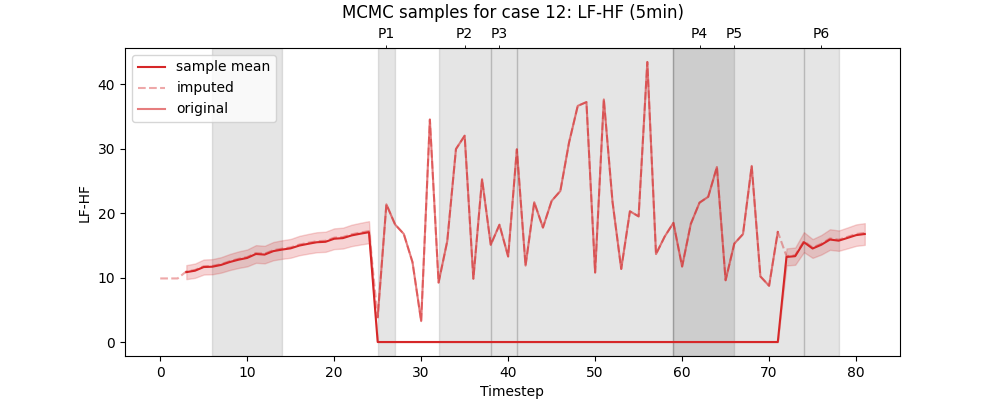 MCMC samples for case 12: LF-HF (5min)
P1 P2 P3 P4 P5 P6
sample mean
imputed
original
40
30
20
10
0
LF-HF
0 10 20 30 40 50 60 70 80
Timestep